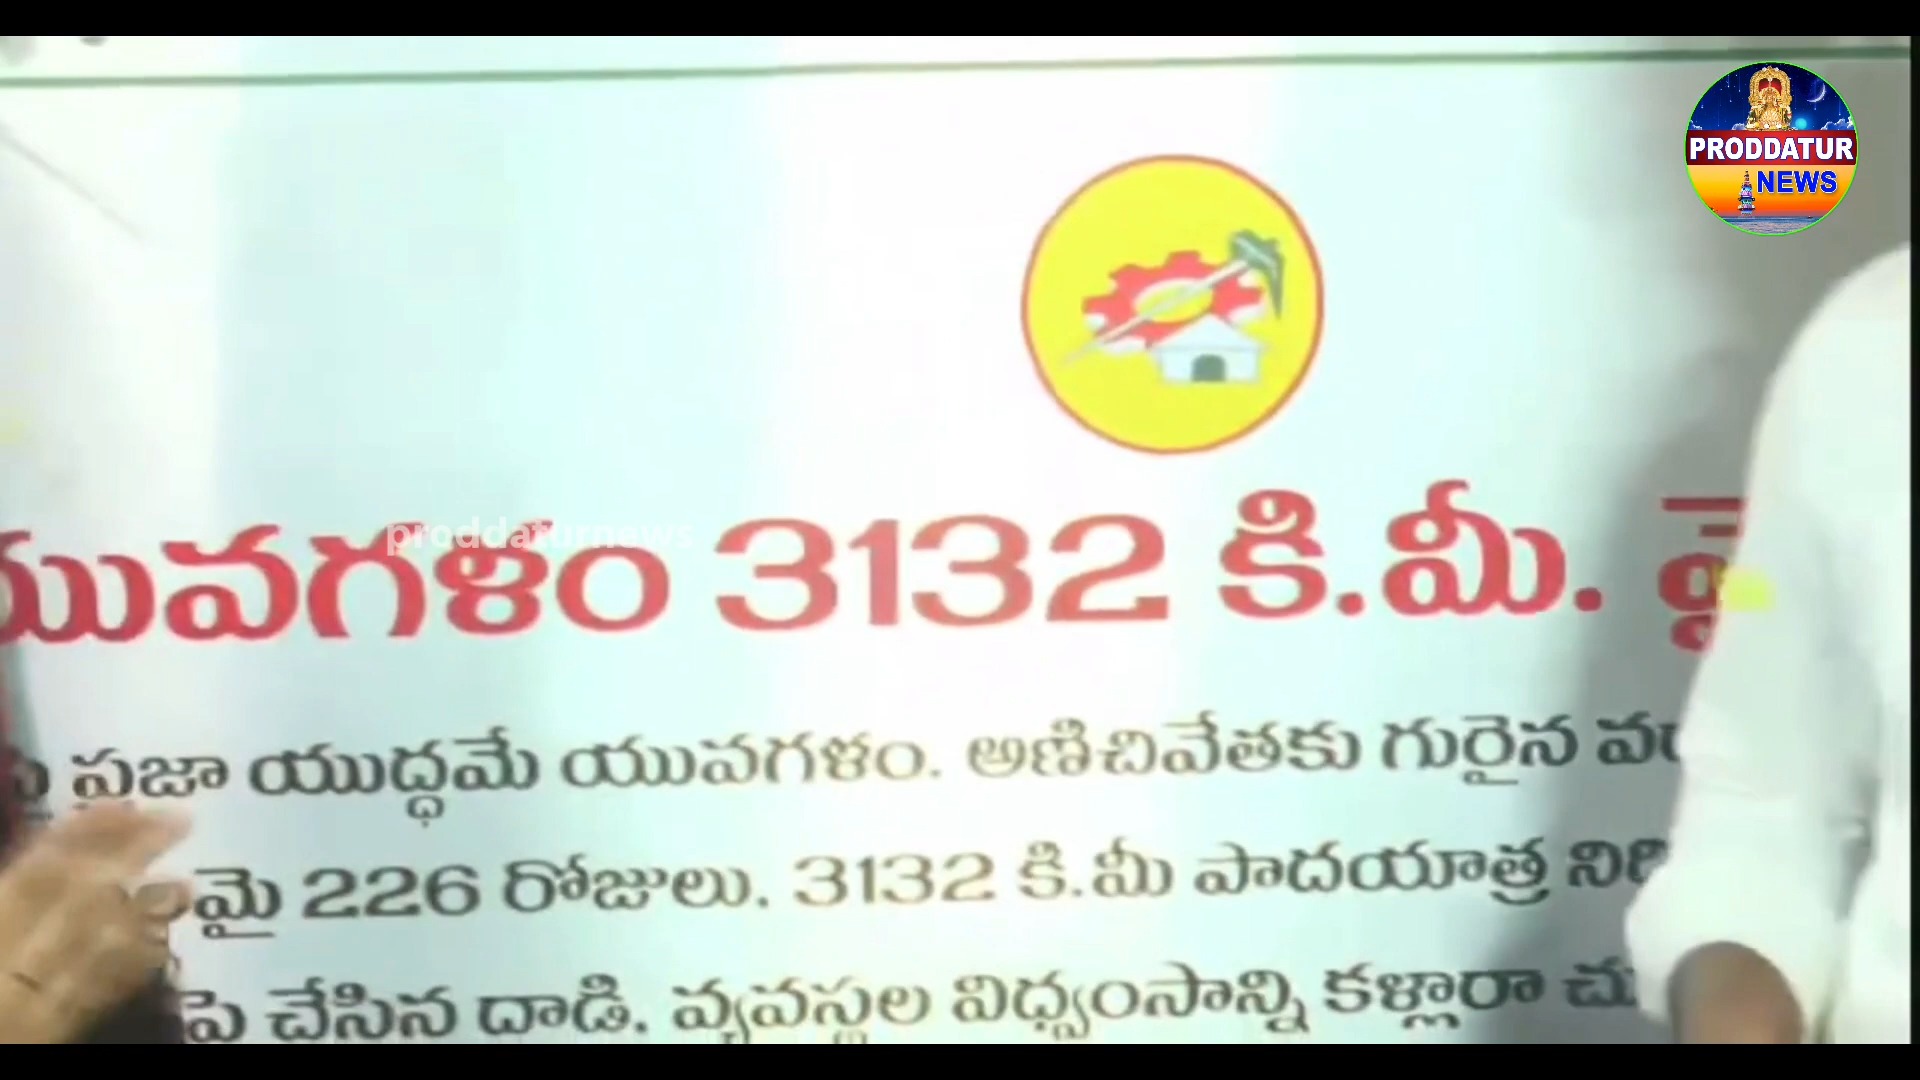 PRODDATUR
NEWS
proddaturnews
యువగళం 3132 కి.మీ.
ప్రజా యుద్ధమే యువగళం. అణిచివేతకు గురైన
226 రోజులు. 3132 కి.మీ పాదయాత్ర
చేసిన దాడి. వ్యవస్థల విధ్వంసాన్ని కళ్లారా